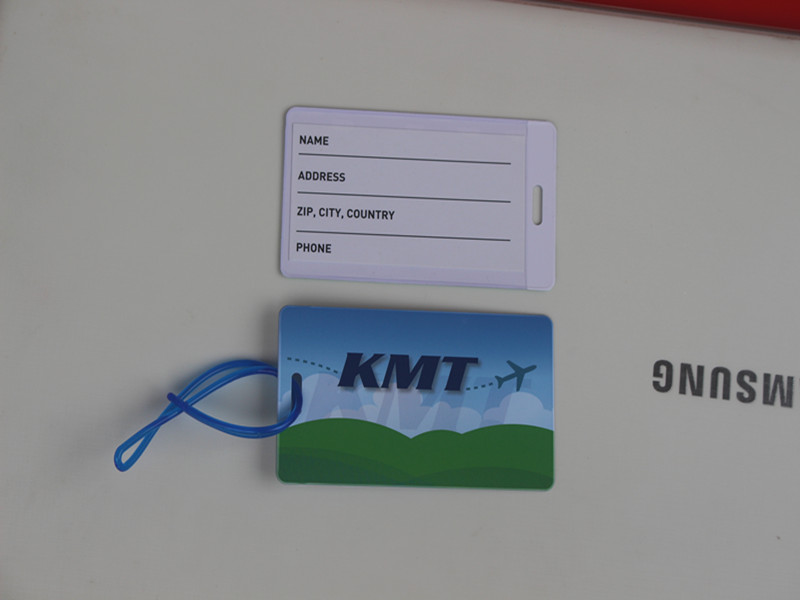 NAME
ADDRESS
ZIP, CITY, COUNTRY
PHONE
KMT
MSUNG